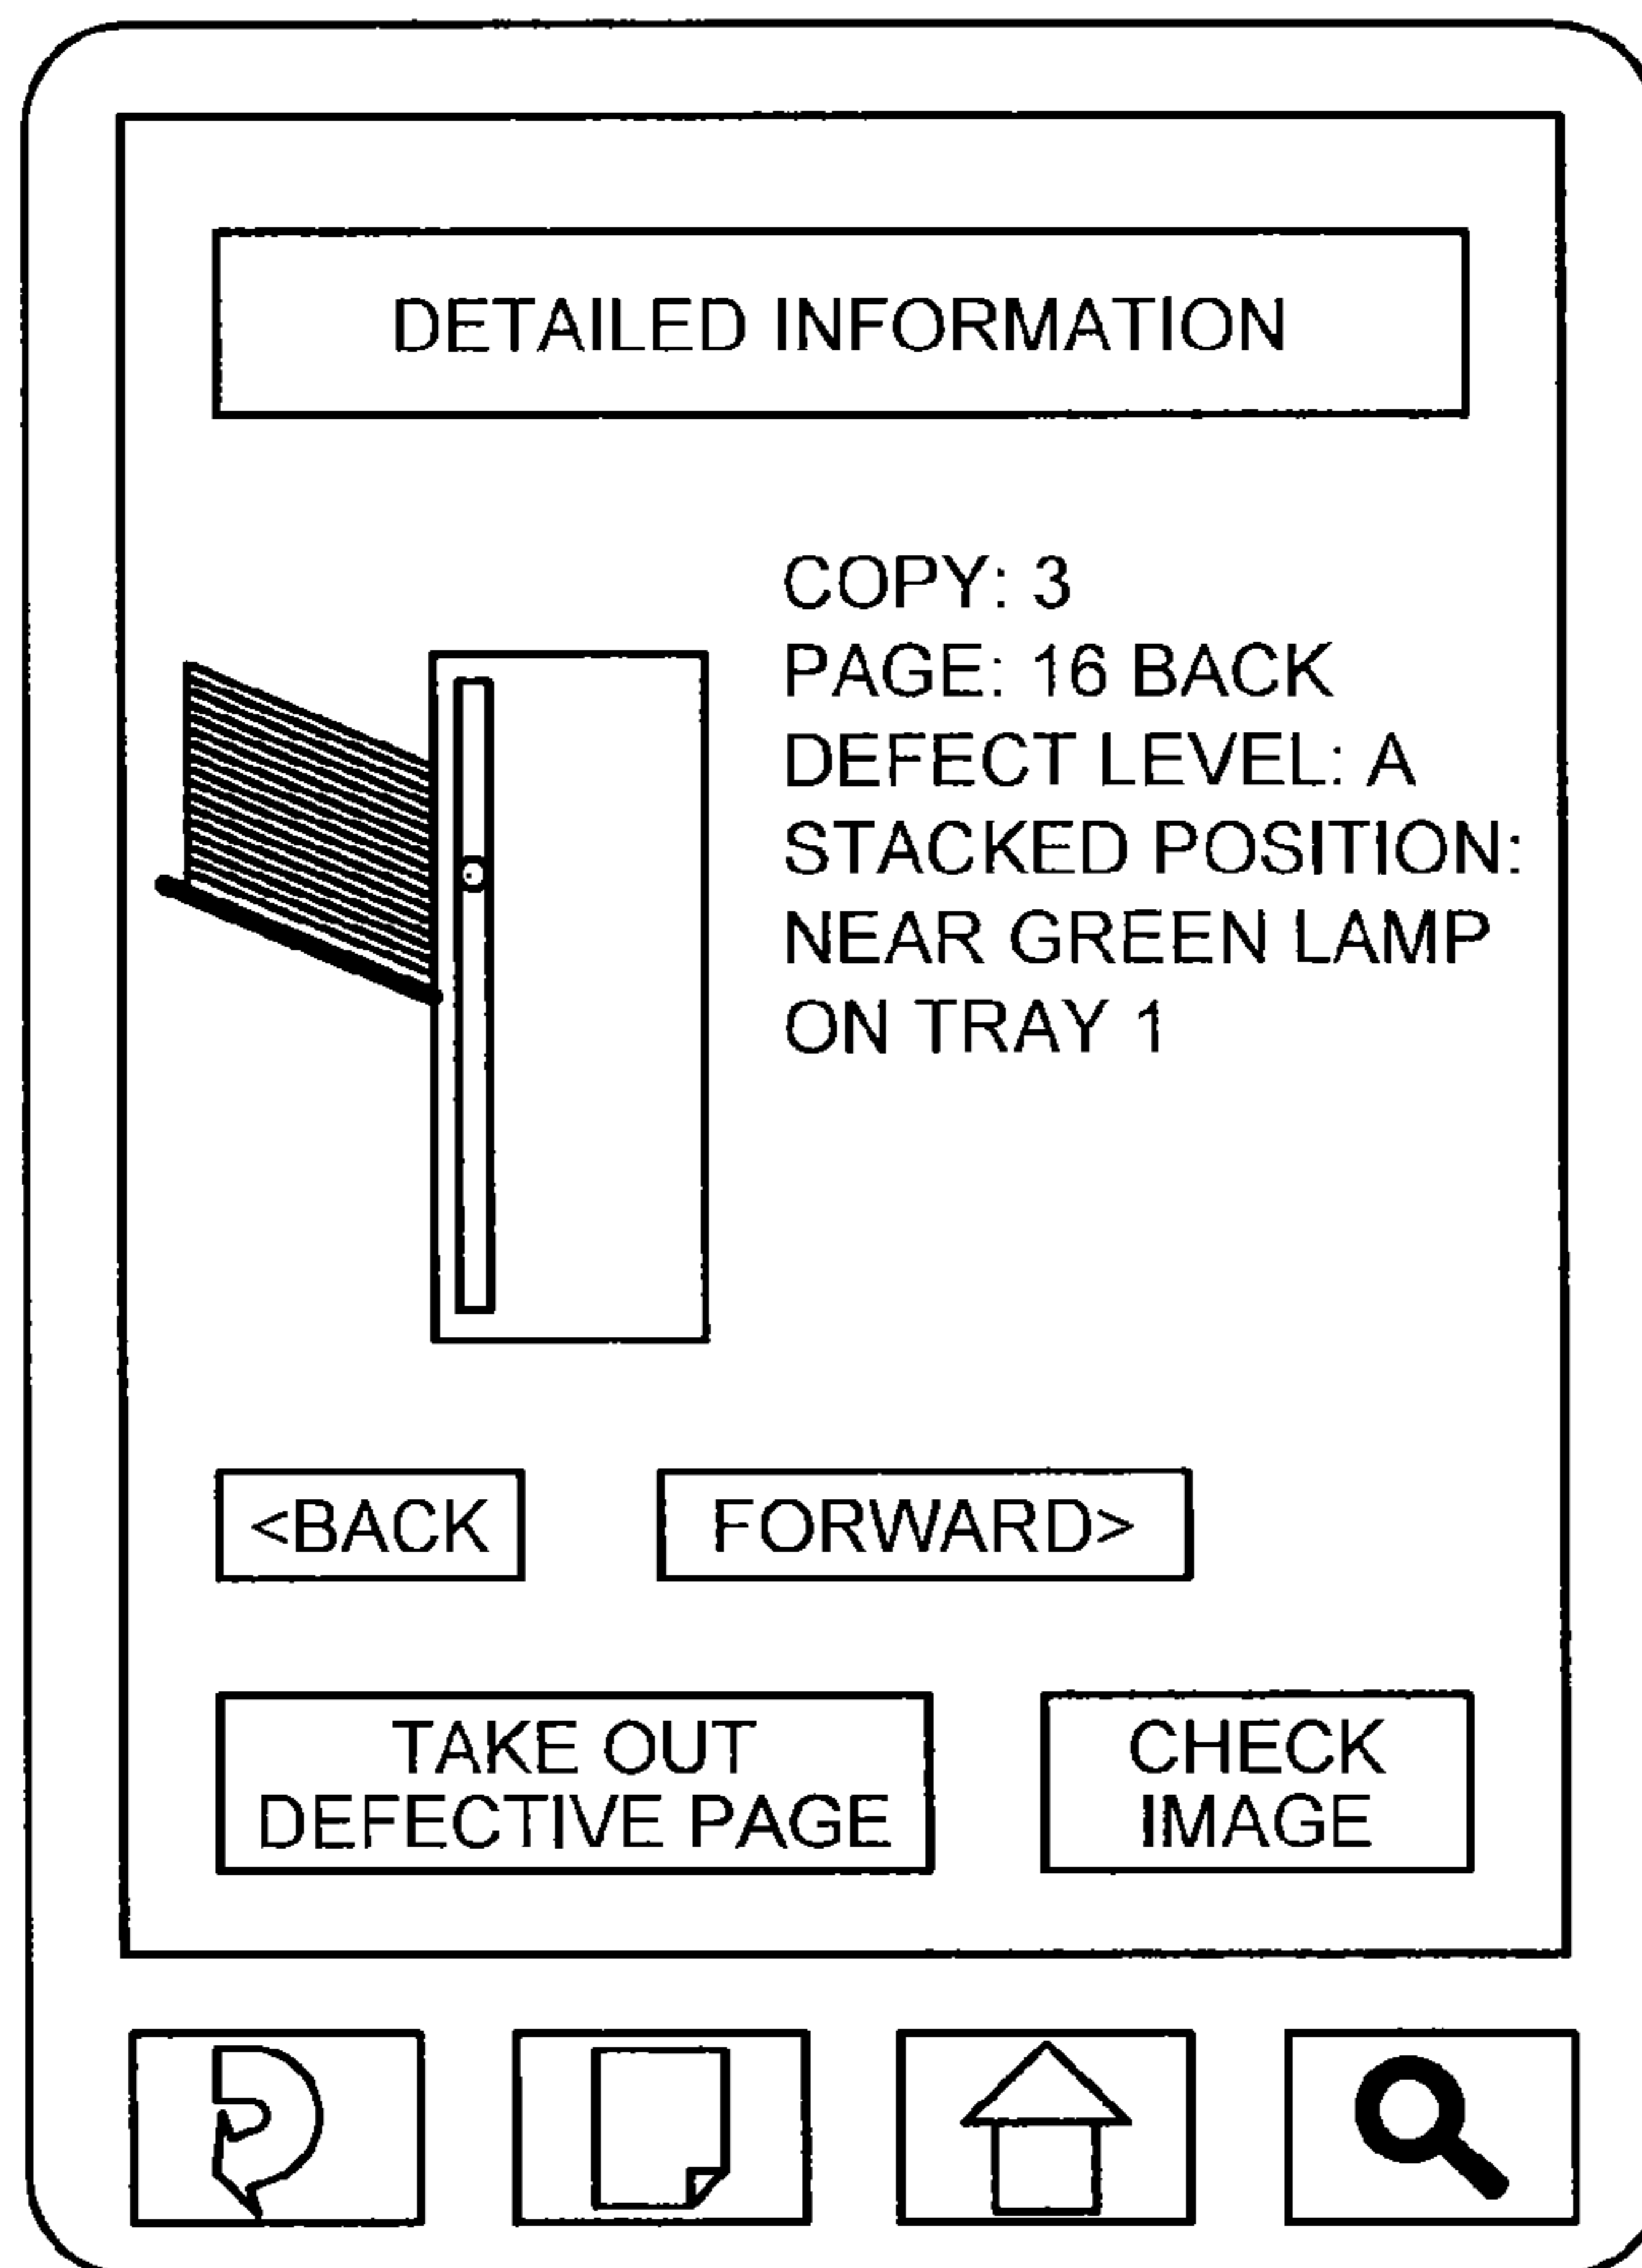 DETAILED INFORMATION
COPY: 3
PAGE: 16 BACK
DEFECT LEVEL: A
STACKED POSITION:
NEAR GREEN LAMP
ON TRAY 1
<BACK
FORWARD>
TAKE OUT
DEFECTIVE PAGE
CHECK
IMAGE